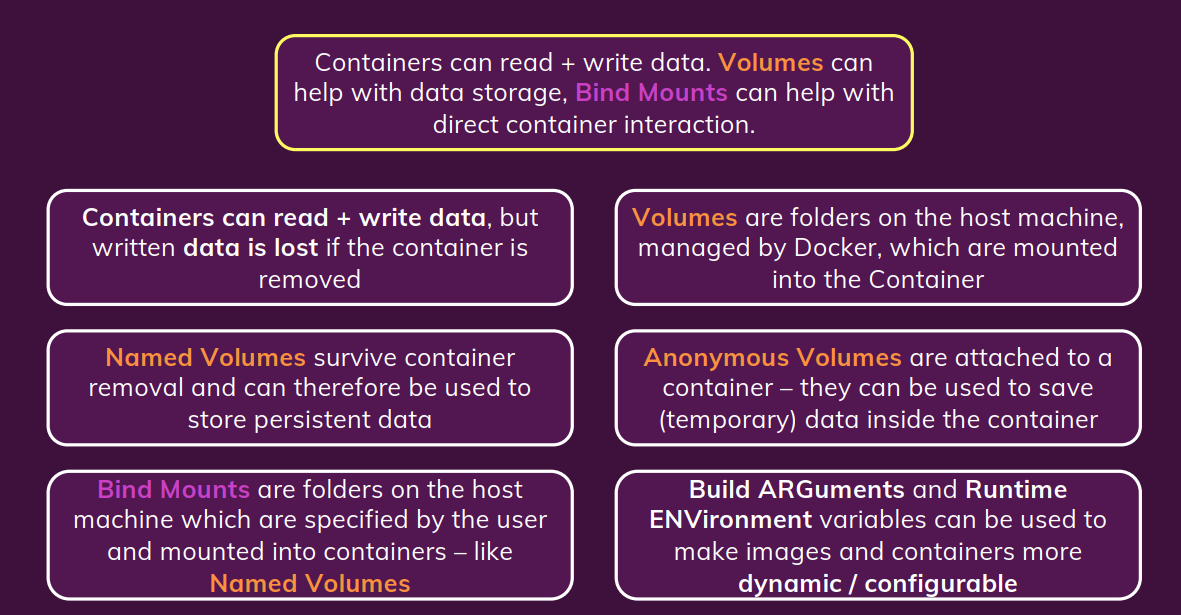 Containers can read + write data. Volumes can
help with data storage, Bind Mounts can help with
direct container interaction.
Containers can read + write data, but
written data is lost if the container is
removed
Volumes are folders on the host machine,
managed by Docker, which are mounted
into the Container
Named Volumes survive container
removal and can therefore be used to
store persistent data
Anonymous Volumes are attached to a
container – they can be used to save
(temporary) data inside the container
Bind Mounts are folders on the host
machine which are specified by the user
and mounted into containers – like
Named Volumes
Build ARGuments and Runtime
ENVironment variables can be used to
make images and containers more
dynamic / configurable